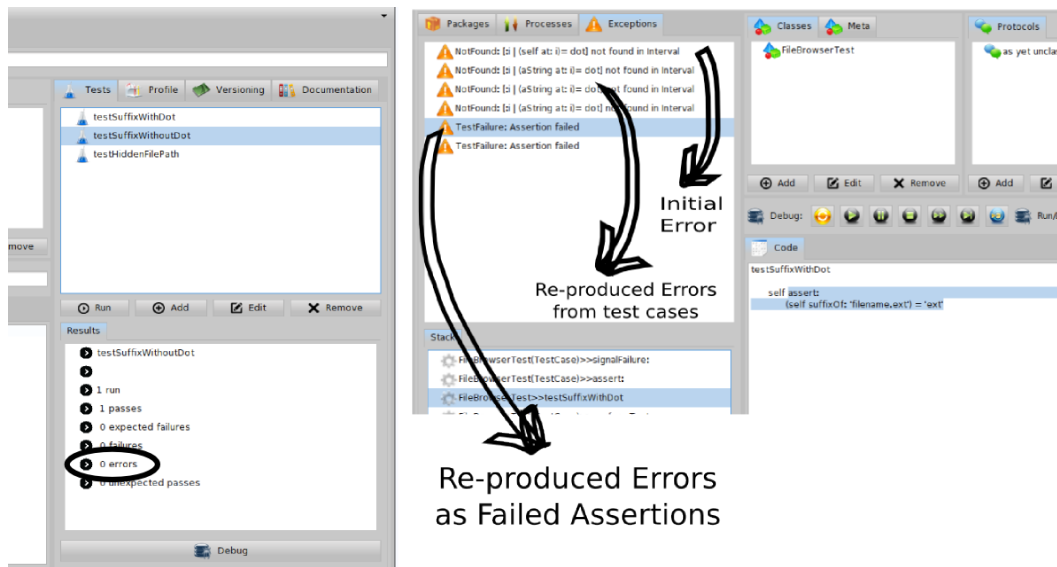 Tests Profile Versioning Documentation
testSuffixWithDot
testSuffixWithoutDot
testHiddenFilePath
move
Run Add Edit Remove
Results
testSuffixWithoutDot
1 run
1 passes
0 expected failures
0 failures
0 errors
0 unexpected passes
Debug
Packages Processes Exceptions
NotFound: [:i | (self at: i)= dot] not found in Interval
NotFound: [:i | (aString at: i)= dot] not found in Interval
NotFound: [:i | (aString at: i)= dot] not found in Interval
NotFound: [:i | (aString at: i)= dot] not found in Interval
TestFailure: Assertion failed
TestFailure: Assertion failed
Initial
Error
Re-produced Errors
from test cases
Stack
FileBrowserTest(TestCase)>>signalFailure:
FileBrowserTest(TestCase)>>assert:
FileBrowserTest>>testSuffixWithDot
Re-produced Errors
as Failed Assertions
Classes Meta
FileBrowserTest
Protocols
as yet unclas
Add Edit Remove
Add
Debug: Run/
Code
testSuffixWithDot
self assert:
(self suffixOf: 'filename.ext') = 'ext'